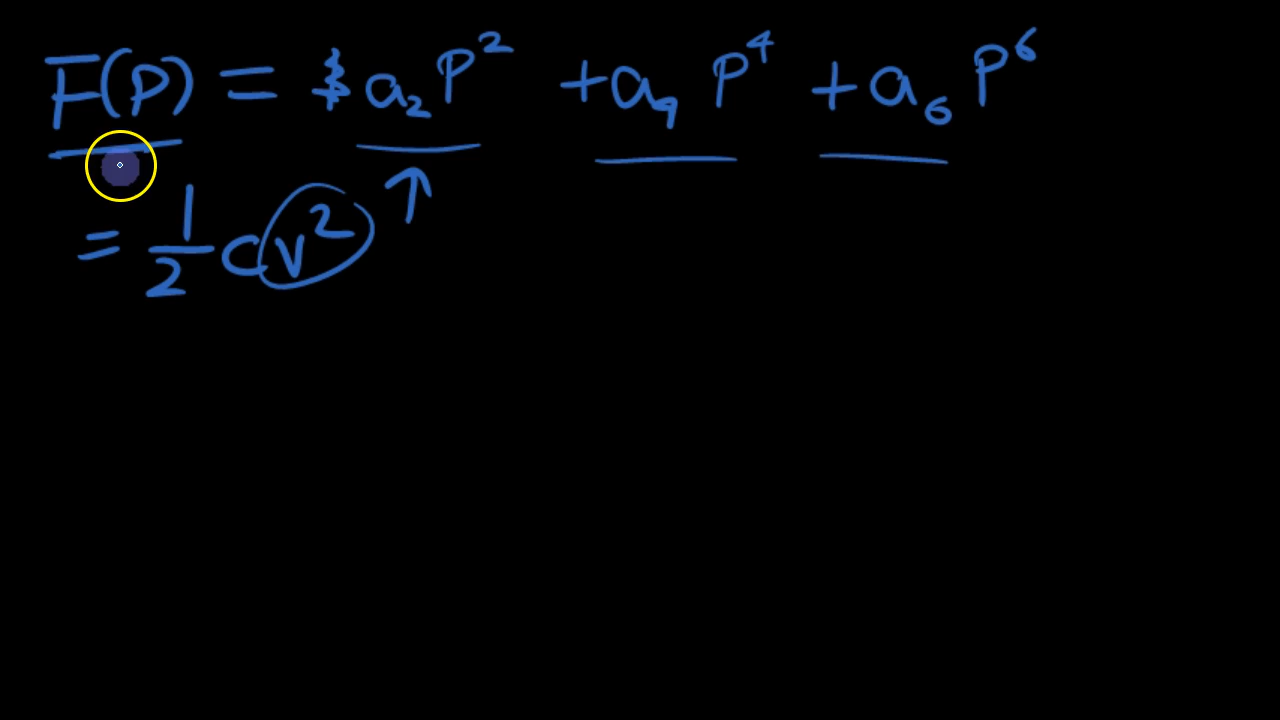 F(P) = a₂P² + a₄P⁴ + a₆P⁶
= 1/2 CV²